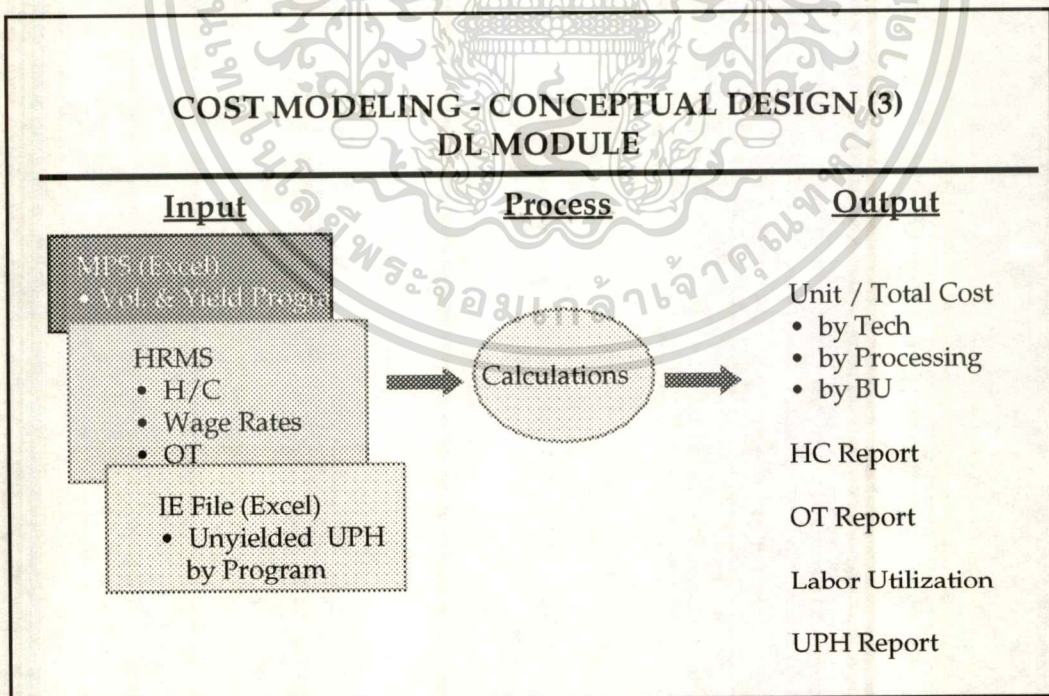 COST MODELING - CONCEPTUAL DESIGN (3)
DL MODULE
Input
Process
Output
MPS (Excel)
• Vol & Yield Progra
HRMS
• H/C
• Wage Rates
• OT
IE File (Excel)
• Unyielded UPH
by Program
Calculations
Unit / Total Cost
• by Tech
• by Processing
• by BU
HC Report
OT Report
Labor Utilization
UPH Report